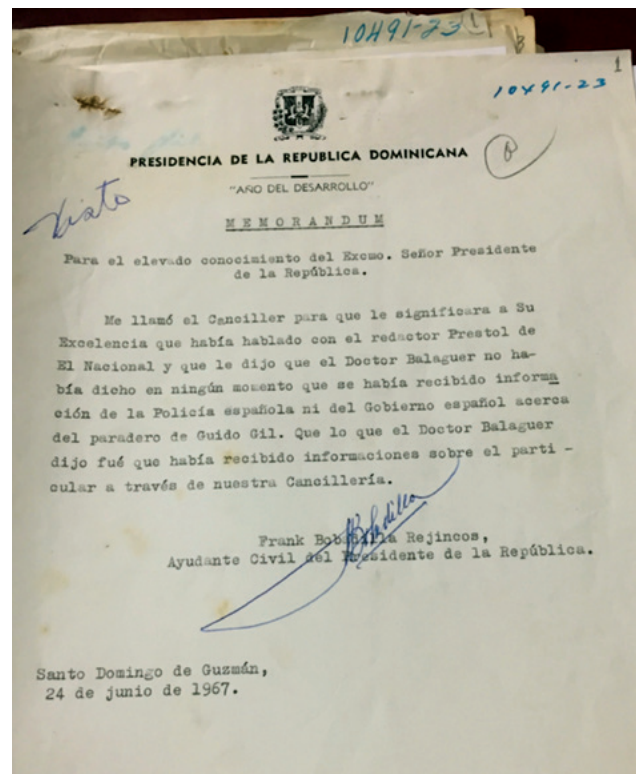 10491-23
1
10491-23
PRESIDENCIA DE LA REPUBLICA DOMINICANA
"AÑO DEL DESARROLLO"
Visto
MEMORANDUM
Para el elevado conocimiento del Excmo. Señor Presidente
de la República.
Me llamó el Canciller para que le significara a Su
Excelencia que había hablado con el redactor Prestol de
El Nacional y que le dijo que el Doctor Balaguer no ha-
bía dicho en ningún momento que se había recibido informa
ción de la Policía española ni del Gobierno español acerca
del paradero de Guido Gil. Que lo que el Doctor Balaguer
dijo fué que había recibido informaciones sobre el parti -
cular a través de nuestra Cancillería.
Frank Bobadilla Rejincos,
Ayudante Civil del Presidente de la República.
Santo Domingo de Guzmán,
24 de junio de 1967.